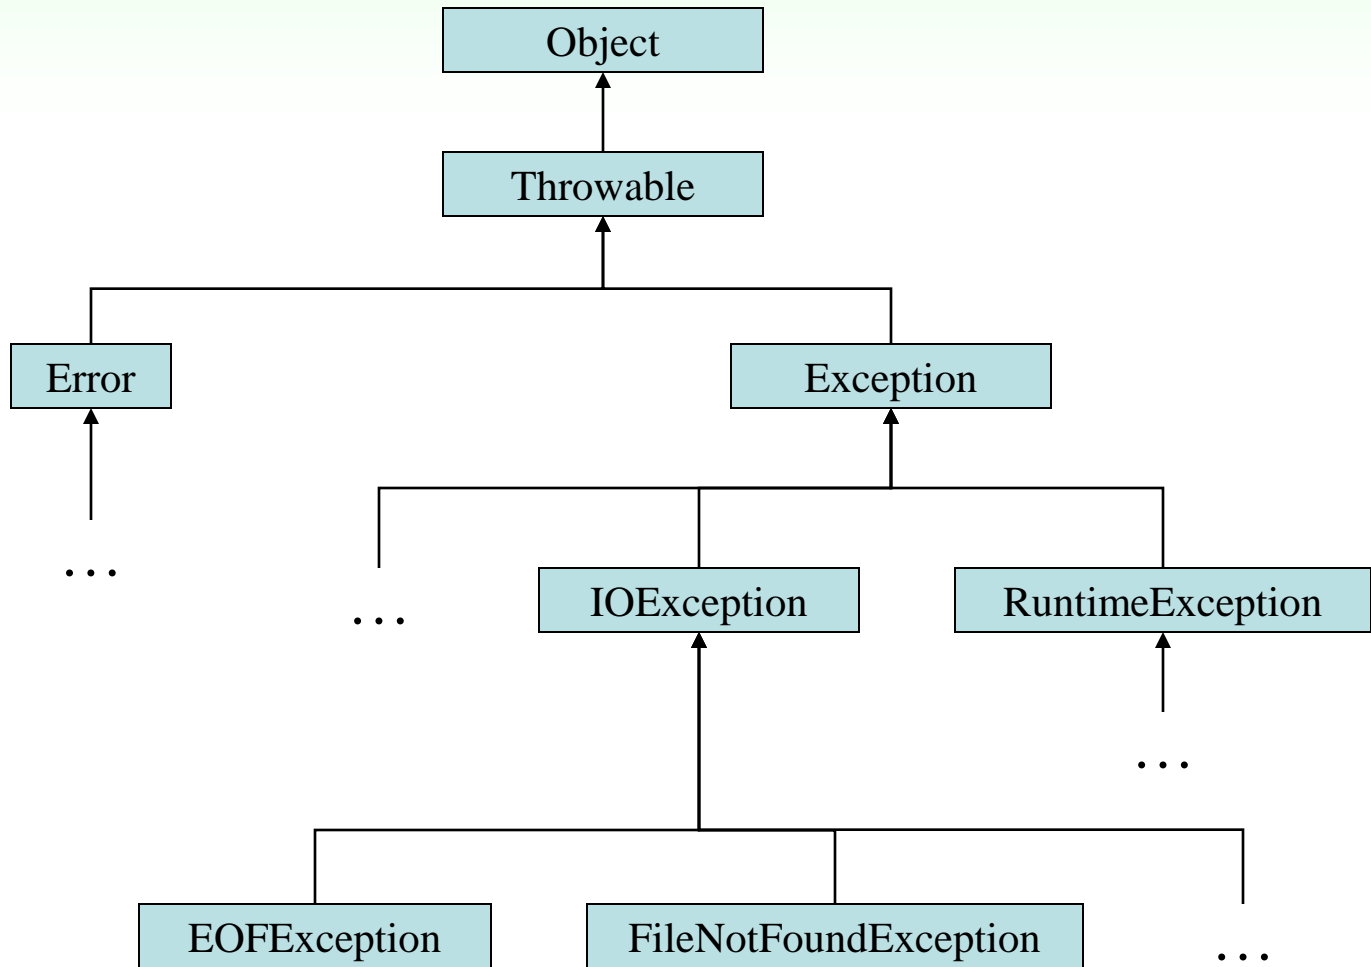 Object
Throwable
Error
Exception
...
...
IOException
RuntimeException
...
EOFException
FileNotFoundException
...